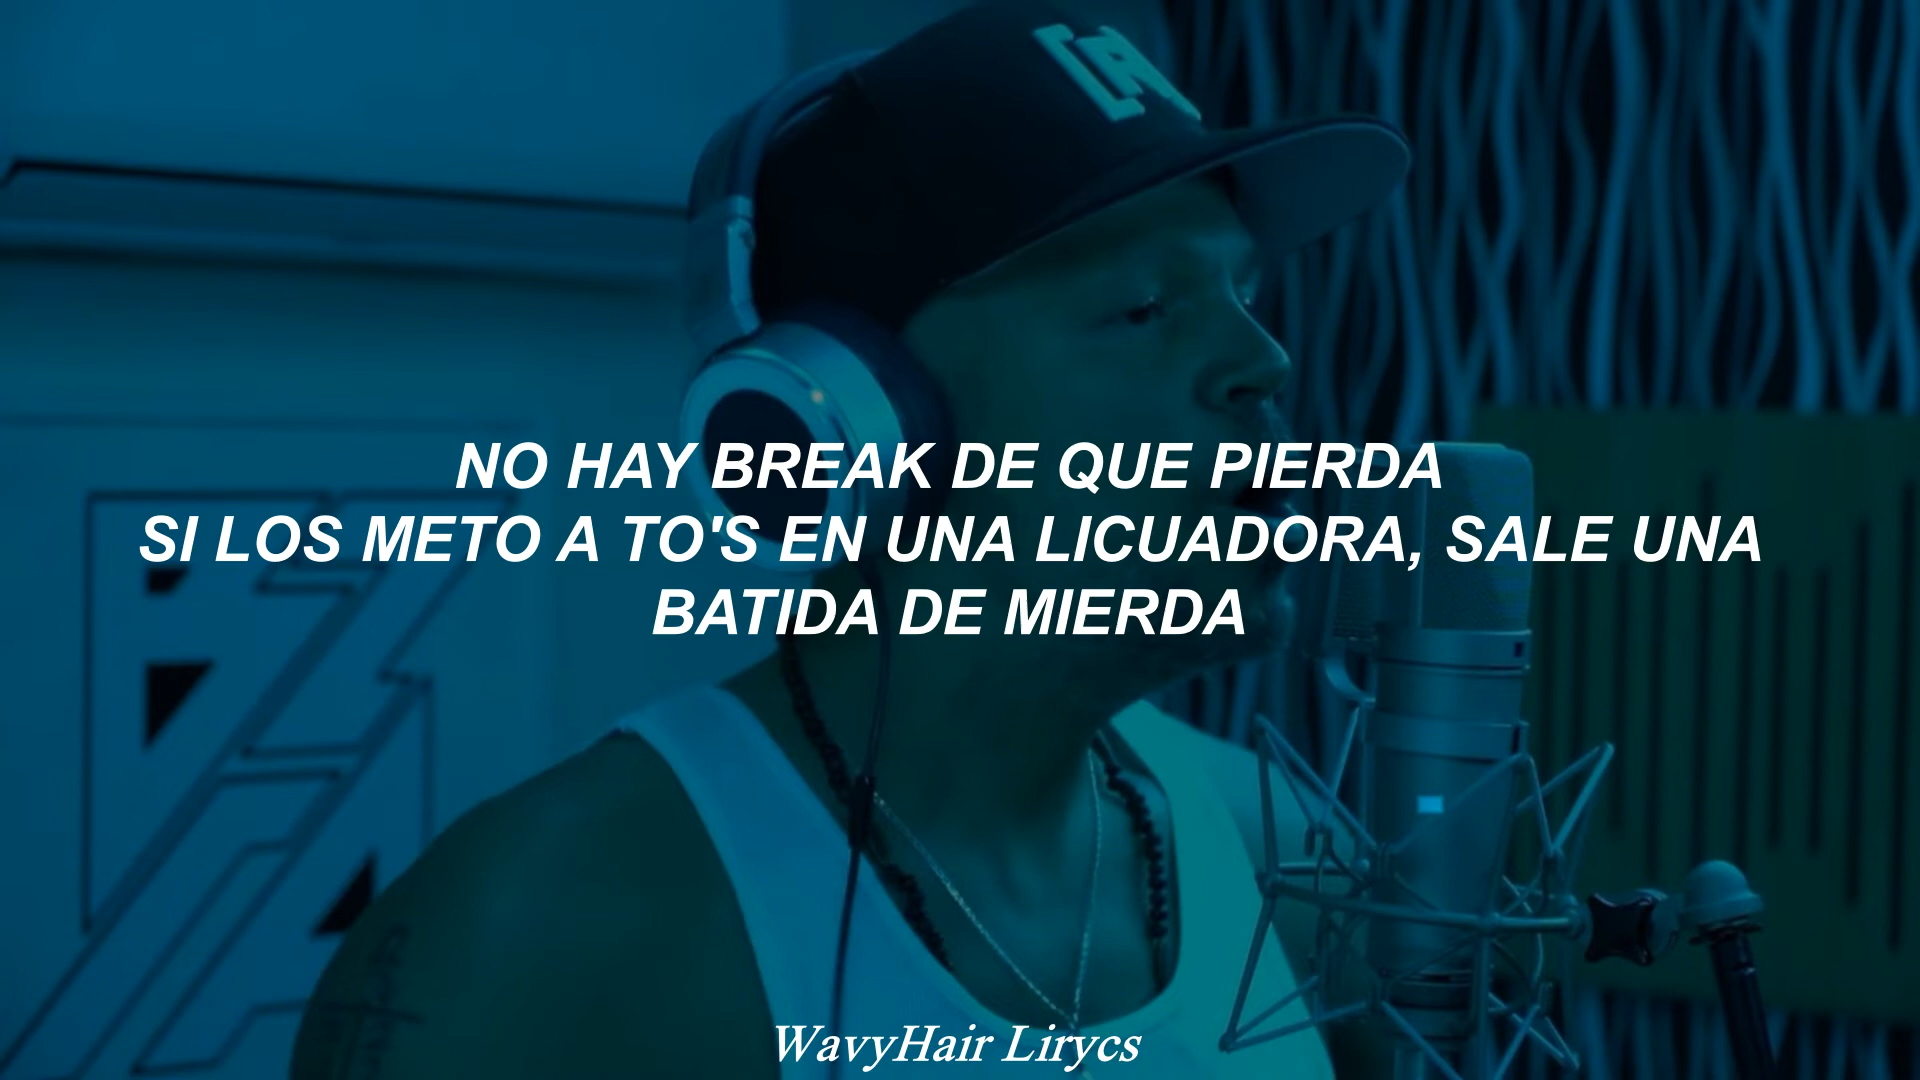 NO HAY BREAK DE QUE PIERDA
SI LOS METO A TO'S EN UNA LICUADORA, SALE UNA
BATIDA DE MIERDA
WavyHair Lirycs